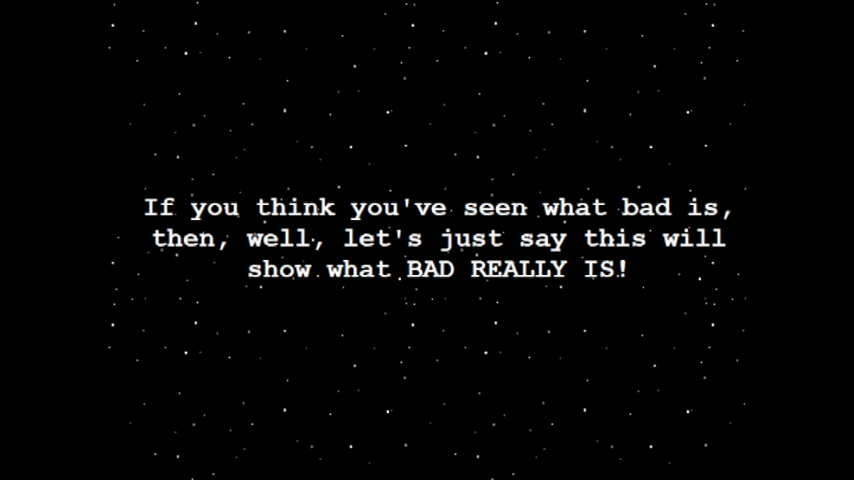 If you think you've seen what bad is,
then, well, let's just say this will
show what BAD REALLY IS!